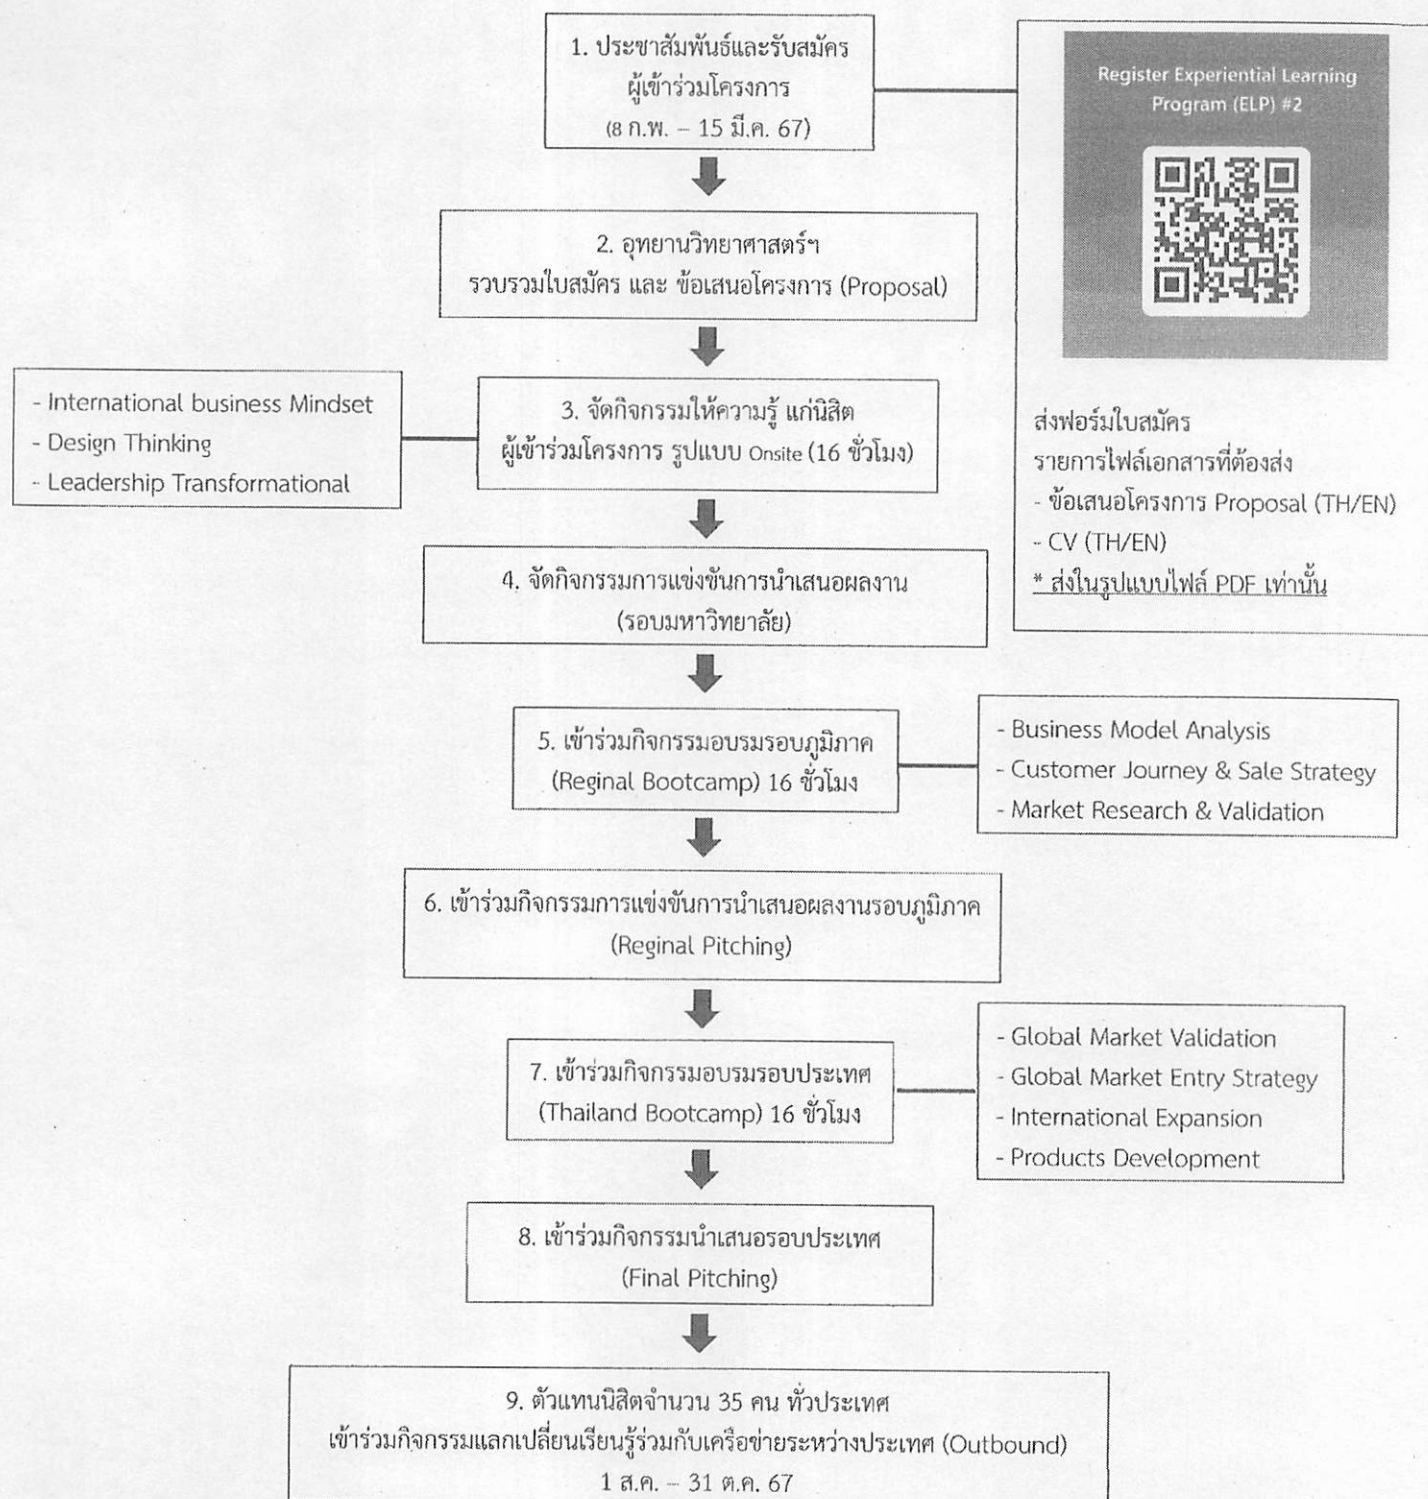 1. ประชาสัมพันธ์และรับสมัคร
ผู้เข้าร่วมโครงการ
(8 ก.พ. – 15 มี.ค. 67)
Register Experiential Learning
Program (ELP) #2
ส่งฟอร์มใบสมัคร
รายการไฟล์เอกสารที่ต้องส่ง
- ข้อเสนอโครงการ Proposal (TH/EN)
- CV (TH/EN)
* ส่งในรูปแบบไฟล์ PDF เท่านั้น
2. อุทยานวิทยาศาสตร์ฯ
รวบรวมใบสมัคร และ ข้อเสนอโครงการ (Proposal)
3. จัดกิจกรรมให้ความรู้ แก่นิสิต
ผู้เข้าร่วมโครงการ รูปแบบ Onsite (16 ชั่วโมง)
- International business Mindset
- Design Thinking
- Leadership Transformational
4. จัดกิจกรรมการแข่งขันการนำเสนอผลงาน
(รอบมหาวิทยาลัย)
5. เข้าร่วมกิจกรรมอบรมรอบภูมิภาค
(Reginal Bootcamp) 16 ชั่วโมง
- Business Model Analysis
- Customer Journey & Sale Strategy
- Market Research & Validation
6. เข้าร่วมกิจกรรมการแข่งขันการนำเสนอผลงานรอบภูมิภาค
(Reginal Pitching)
7. เข้าร่วมกิจกรรมอบรมรอบประเทศ
(Thailand Bootcamp) 16 ชั่วโมง
- Global Market Validation
- Global Market Entry Strategy
- International Expansion
- Products Development
8. เข้าร่วมกิจกรรมนำเสนอรอบประเทศ
(Final Pitching)
9. ตัวแทนนิสิตจำนวน 35 คน ทั่วประเทศ
เข้าร่วมกิจกรรมแลกเปลี่ยนเรียนรู้ร่วมกับเครือข่ายระหว่างประเทศ (Outbound)
1 ส.ค. – 31 ต.ค. 67